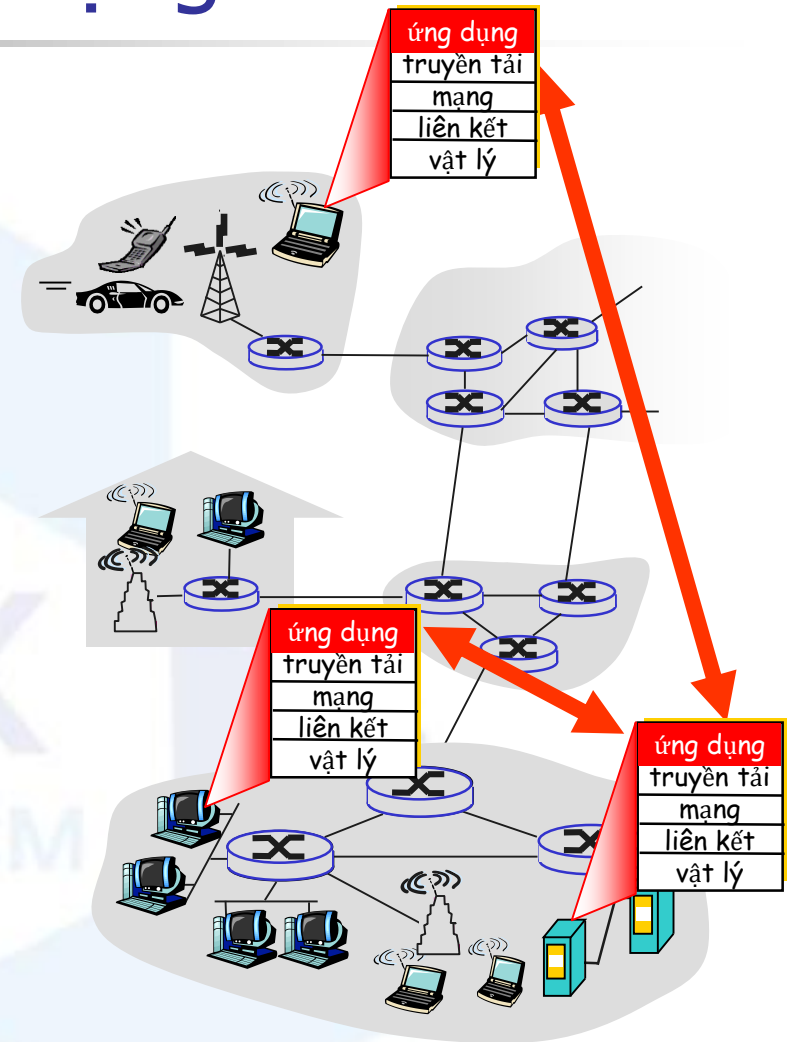 ứng dụng
truyền tải
mạng
liên kết
vật lý
ứng dụng
truyền tải
mạng
liên kết
vật lý
ứng dụng
truyền tải
mạng
liên kết
vật lý